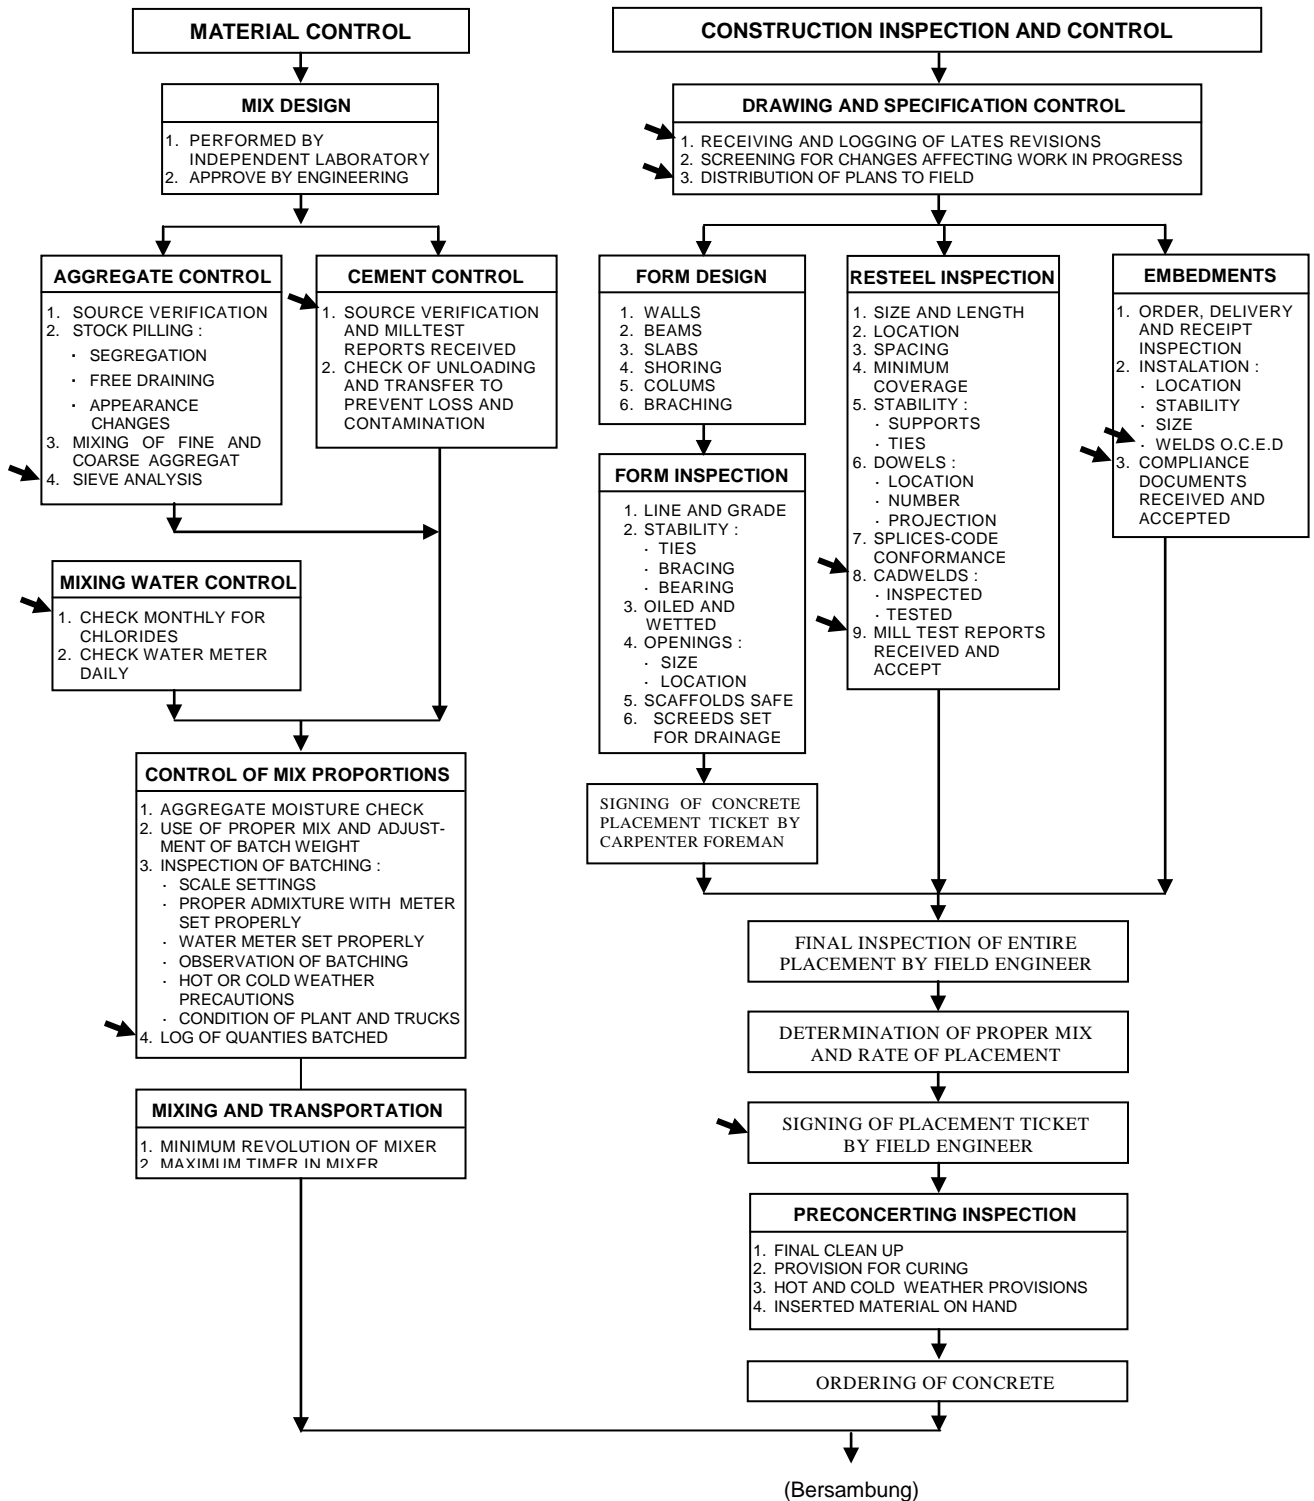 MATERIAL CONTROL
MIX DESIGN
1. PERFORMED BY
INDEPENDENT LABORATORY
2. APPROVE BY ENGINEERING
AGGREGATE CONTROL
1. SOURCE VERIFICATION
2. STOCK PILLING :
· SEGREGATION
· FREE DRAINING
· APPEARANCE
CHANGES
3. MIXING OF FINE AND
COARSE AGGREGAT
4. SIEVE ANALYSIS
CEMENT CONTROL
1. SOURCE VERIFICATION
AND MILLTEST
REPORTS RECEIVED
2. CHECK OF UNLOADING
AND TRANSFER TO
PREVENT LOSS AND
CONTAMINATION
MIXING WATER CONTROL
1. CHECK MONTHLY FOR
CHLORIDES
2. CHECK WATER METER
DAILY
CONTROL OF MIX PROPORTIONS
1. AGGREGATE MOISTURE CHECK
2. USE OF PROPER MIX AND ADJUST-
MENT OF BATCH WEIGHT
3. INSPECTION OF BATCHING :
· SCALE SETTINGS
· PROPER ADMIXTURE WITH METER
SET PROPERLY
· WATER METER SET PROPERLY
· OBSERVATION OF BATCHING
· HOT OR COLD WEATHER
PRECAUTIONS
· CONDITION OF PLANT AND TRUCKS
4. LOG OF QUANTIES BATCHED
MIXING AND TRANSPORTATION
1. MINIMUM REVOLUTION OF MIXER
2. MAXIMUM TIMER IN MIXER
CONSTRUCTION INSPECTION AND CONTROL
DRAWING AND SPECIFICATION CONTROL
1. RECEIVING AND LOGGING OF LATES REVISIONS
2. SCREENING FOR CHANGES AFFECTING WORK IN PROGRESS
3. DISTRIBUTION OF PLANS TO FIELD
FORM DESIGN
1. WALLS
2. BEAMS
3. SLABS
4. SHORING
5. COLUMS
6. BRACHING
FORM INSPECTION
1. LINE AND GRADE
2. STABILITY :
· TIES
· BRACING
· BEARING
3. OILED AND
WETTED
4. OPENINGS :
· SIZE
· LOCATION
5. SCAFFOLDS SAFE
6. SCREEDS SET
FOR DRAINAGE
SIGNING OF CONCRETE
PLACEMENT TICKET BY
CARPENTER FOREMAN
RESTEEL INSPECTION
1. SIZE AND LENGTH
2. LOCATION
3. SPACING
4. MINIMUM
COVERAGE
5. STABILITY :
· SUPPORTS
· TIES
6. DOWELS :
· LOCATION
· NUMBER
· PROJECTION
7. SPLICES-CODE
CONFORMANCE
8. CADWELDS :
· INSPECTED
· TESTED
9. MILL TEST REPORTS
RECEIVED AND
ACCEPT
EMBEDMENTS
1. ORDER, DELIVERY
AND RECEIPT
INSPECTION
2. INSTALATION :
· LOCATION
· STABILITY
· SIZE
· WELDS O.C.E.D
3. COMPLIANCE
DOCUMENTS
RECEIVED AND
ACCEPTED
FINAL INSPECTION OF ENTIRE
PLACEMENT BY FIELD ENGINEER
DETERMINATION OF PROPER MIX
AND RATE OF PLACEMENT
SIGNING OF PLACEMENT TICKET
BY FIELD ENGINEER
PRECONCERTING INSPECTION
1. FINAL CLEAN UP
2. PROVISION FOR CURING
3. HOT AND COLD WEATHER PROVISIONS
4. INSERTED MATERIAL ON HAND
ORDERING OF CONCRETE
(Bersambung)